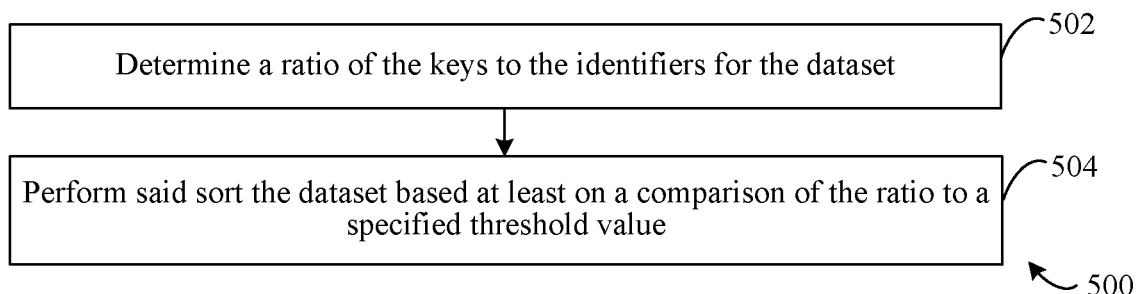 502
Determine a ratio of the keys to the identifiers for the dataset
504
Perform said sort the dataset based at least on a comparison of the ratio to a
specified threshold value
500